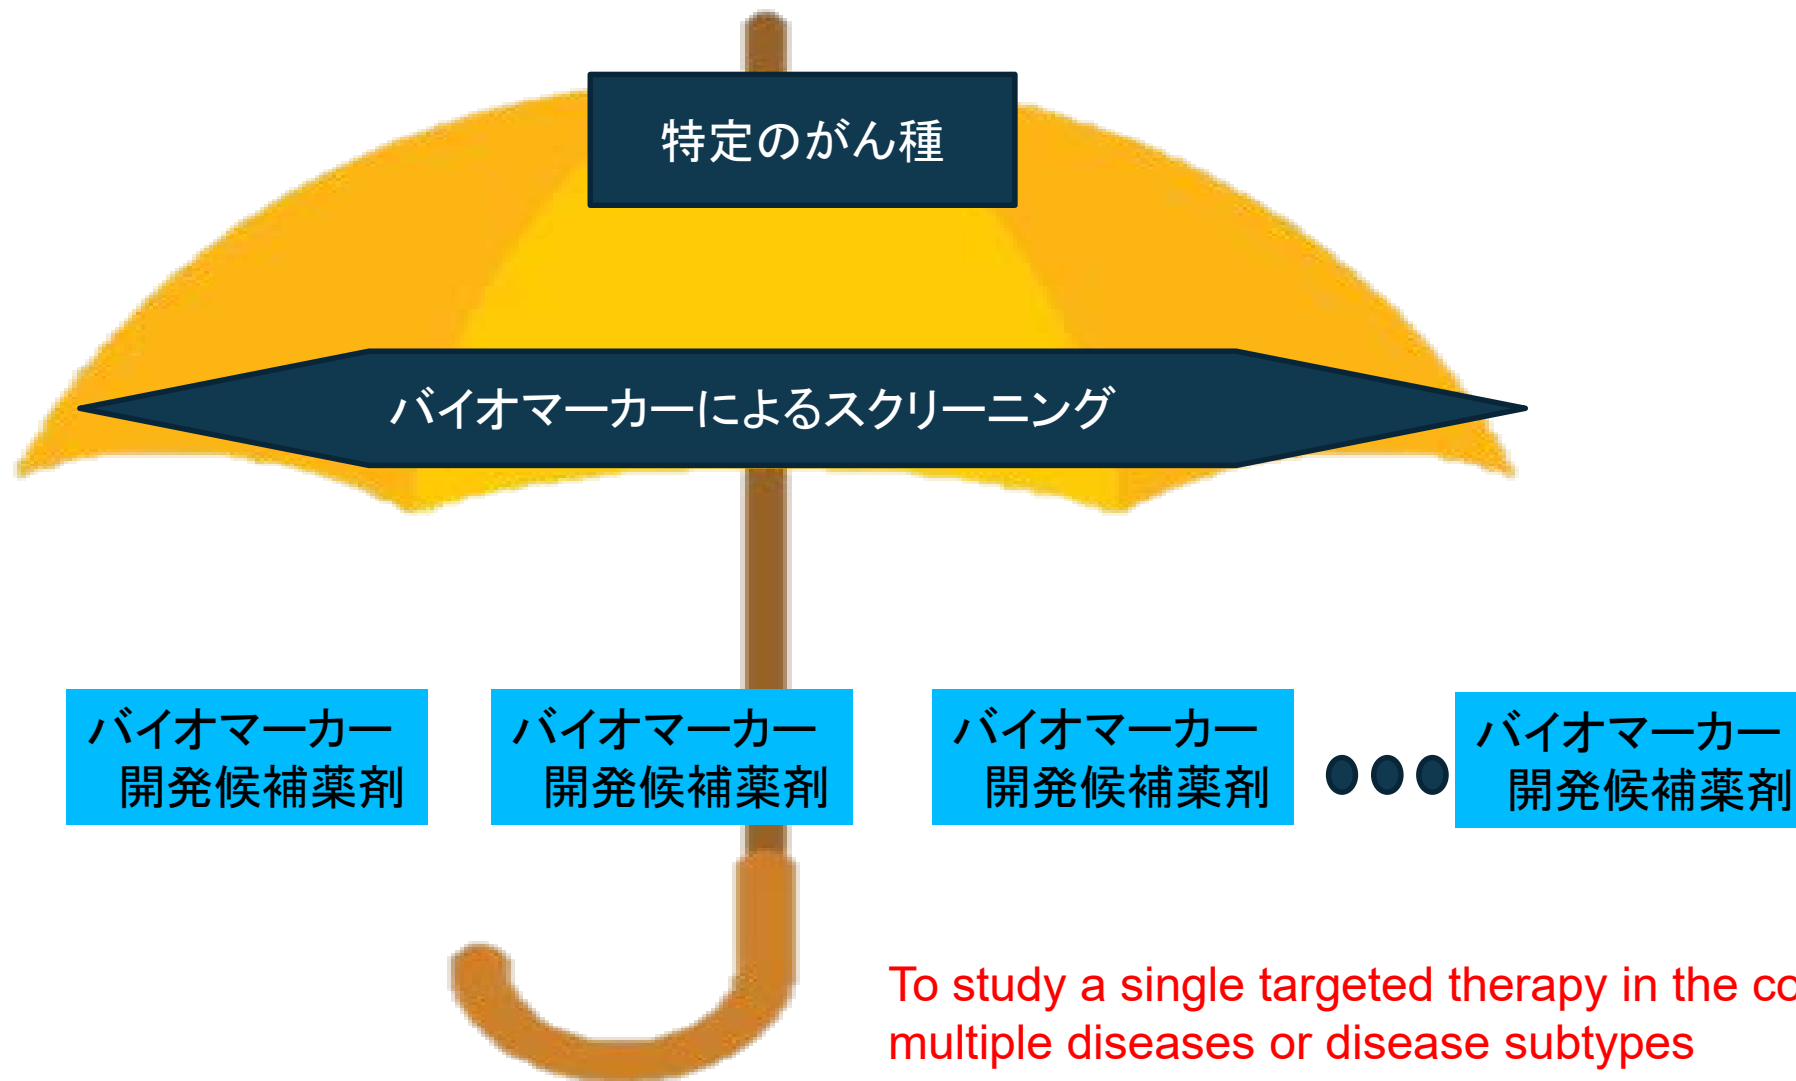 特定のがん種
バイオマーカーによるスクリーニング
バイオマーカー
開発候補薬剤
バイオマーカー
開発候補薬剤
バイオマーカー
開発候補薬剤
バイオマーカー
開発候補薬剤
To study a single targeted therapy in the
multiple diseases or disease subtypes